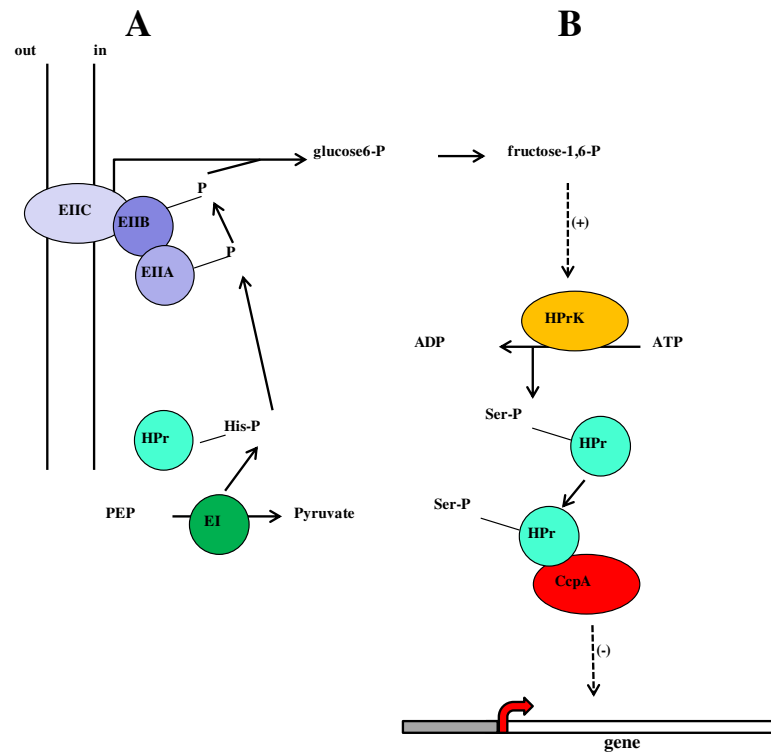 A
B
out
in
glucose6-P
fructose-1,6-P
P
EIIC
EIIB
(+)
P
EIIA
HPrK
ADP
ATP
Ser-P
His-P
HPr
HPr
Ser-P
PEP
Pyruvate
EI
HPr
CcpA
(-)
gene